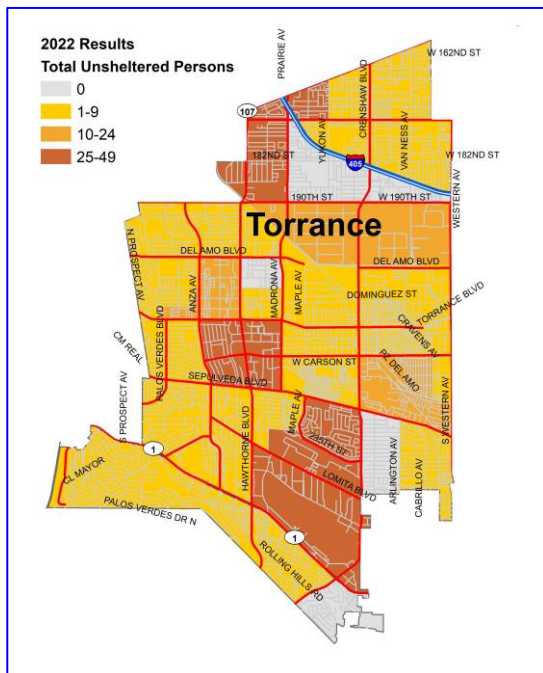 2022 Results
Total Unsheltered Persons
0
1-9
10-24
25-49
PRAIRIE AV
W 162ND ST
CRENSHAW BLVD
107
YUKON AV
VAN NESS AV
182ND ST
405
W 182ND ST
WESTERN AV
190TH ST
W 190TH ST
Torrance
N PROSPECT AV
DEL AMO BLVD
DEL AMO BLVD
ANZA AV
MADRONA AV
MAPLE AV
DOMINGUEZ ST
TORRANCE BLVD
CRAVENS AV
PALOS VERDES BLVD
CM REAL
W CARSON ST
PZ DEL AMO
SEPULVEDA BLVD
S PROSPECT AV
HAWTHORNE BLVD
MAPLE AV
S WESTERN AV
235TH ST
1
CL MAYOR
LOMITA BLVD
ARLINGTON AV
CABRILLO AV
PALOS VERDES DR N
1
ROLLING HILLS RD